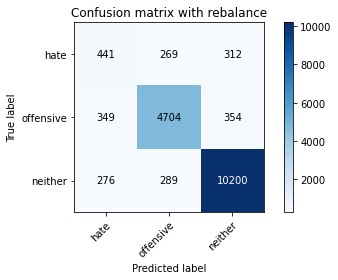 Confusion matrix with rebalance
True label
hate
441 269 312
offensive
349 4704 354
neither
276 289 10200
hate offensive neither
Predicted label
10000
8000
6000
4000
2000